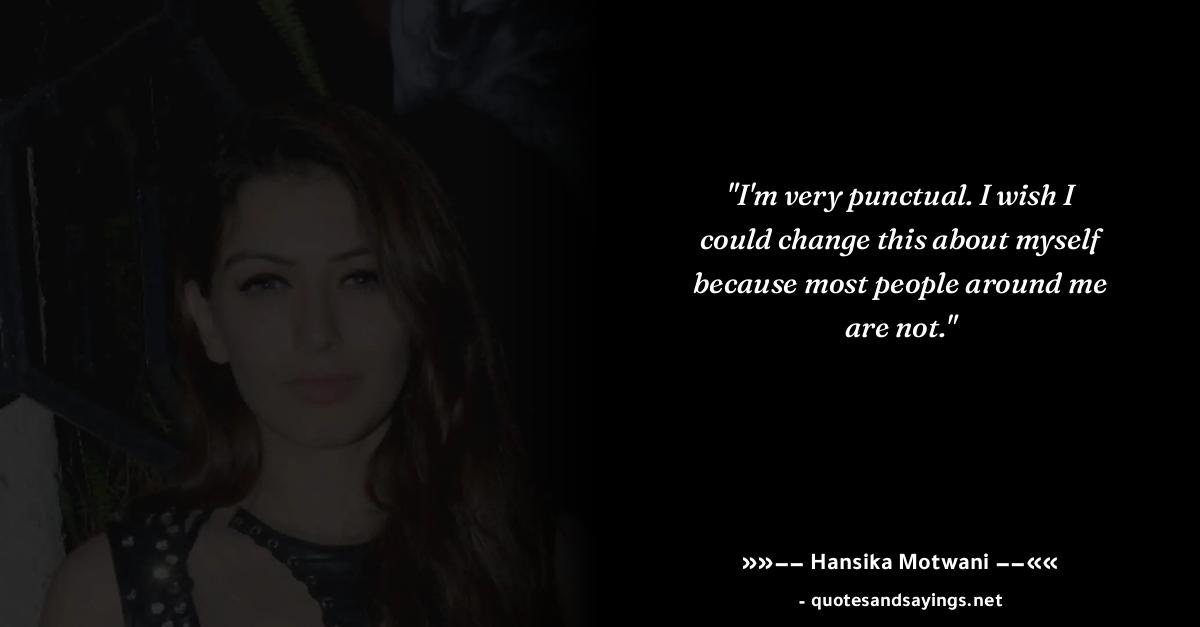 "I'm very punctual. I wish I
could change this about myself
because most people around me
are not."
»»–– Hansika Motwani ––««
- quotesandsayings.net